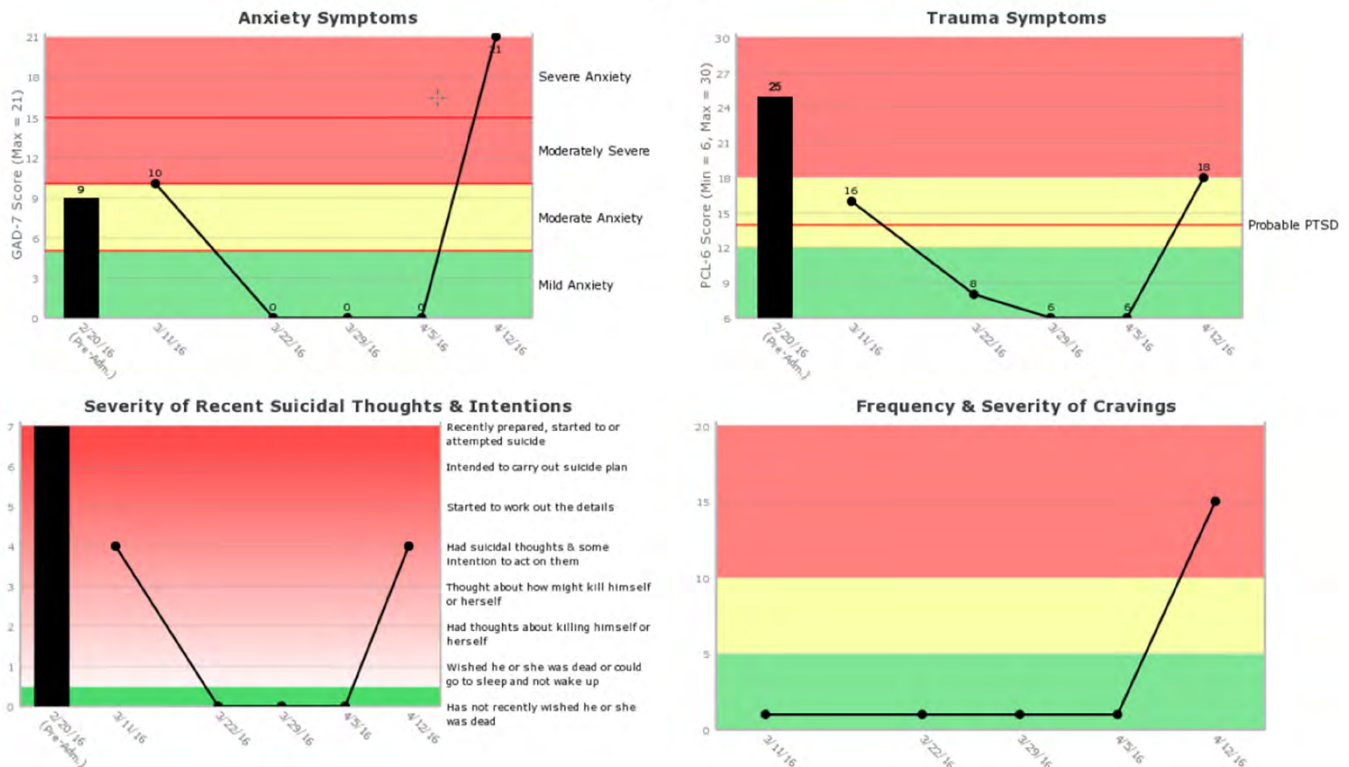 Anxiety Symptoms
GAD-7 Score (Max = 21)
21
18
15
12
9
6
3
0
9
10
0
0
0
21
Severe Anxiety
Moderately Severe
Moderate Anxiety
Mild Anxiety
2/20/16
(Pre-Adm.)
3/11/16
3/22/16
3/29/16
4/5/16
4/12/16
Trauma Symptoms
PCL-6 Score (Min = 6, Max = 30)
30
27
24
21
18
15
12
9
6
25
16
8
6
6
18
Probable PTSD
2/20/16
(Pre-Adm.)
3/11/16
3/22/16
3/29/16
4/5/16
4/12/16
Severity of Recent Suicidal Thoughts & Intentions
7
6
5
4
3
2
1
0
Recently prepared, started to or
attempted suicide
Intended to carry out suicide plan
Started to work out the details
Had suicidal thoughts & some
intention to act on them
Thought about how might kill himself
or herself
Had thoughts about killing himself or
herself
Wished he or she was dead or could
go to sleep and not wake up
Has not recently wished he or she
was dead
2/20/16
(Pre-Adm.)
3/11/16
3/22/16
3/29/16
4/5/16
4/12/16
Frequency & Severity of Cravings
20
15
10
5
0
3/11/16
3/22/16
3/29/16
4/5/16
4/12/16